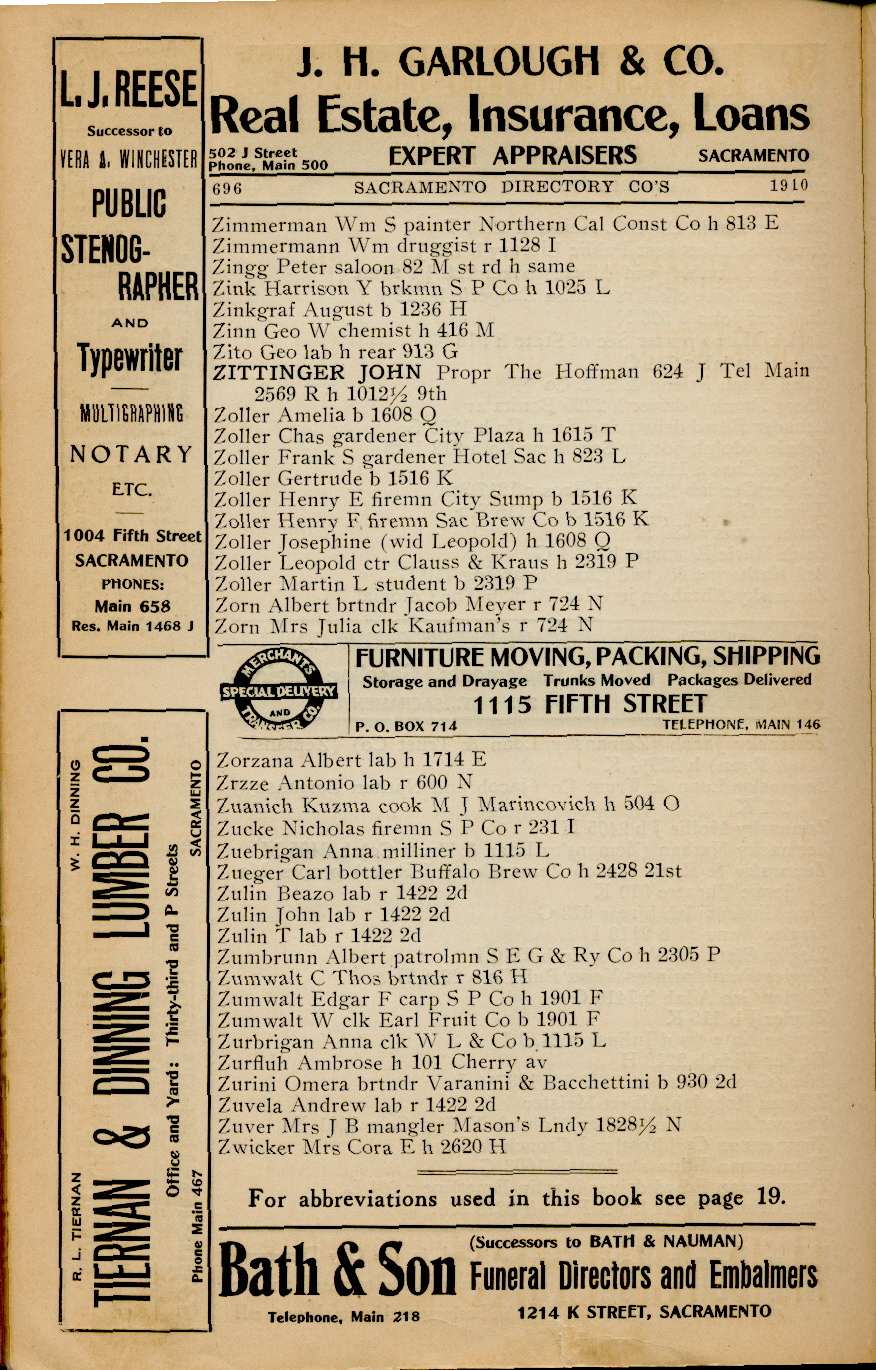 J. H. GARLOUGH & CO.
Real Estate, Insurance, Loans
502 J Street
Phone, Main 500
EXPERT APPRAISERS
SACRAMENTO
696 SACRAMENTO DIRECTORY CO'S 1910
L. J. REESE
Successor to
VERA A. WINCHESTER
PUBLIC
STENOG-
RAPHER
AND
Typewriter
MULTIGRAPHING
NOTARY
ETC.
1004 Fifth Street
SACRAMENTO
PHONES:
Main 658
Res. Main 1468 J
Zimmerman Wm S painter Northern Cal Const Co h 813 E
Zimmermann Wm druggist r 1128 I
Zingg Peter saloon 82 M st rd h same
Zink Harrison Y brkmn S P Co h 1025 L
Zinkgraf August b 1236 H
Zinn Geo W chemist h 416 M
Zito Geo lab h rear 913 G
ZITTINGER JOHN Propr The Hoffman 624 J Tel Main
2569 R h 1012½ 9th
Zoller Amelia b 1608 Q
Zoller Chas gardener City Plaza h 1615 T
Zoller Frank S gardener Hotel Sac h 823 L
Zoller Gertrude b 1516 K
Zoller Henry E firemn City Sump b 1516 K
Zoller Henry F firemn Sac Brew Co b 1516 K
Zoller Josephine (wid Leopold) h 1608 Q
Zoller Leopold ctr Clauss & Kraus h 2319 P
Zoller Martin L student b 2319 P
Zorn Albert brtndr Jacob Meyer r 724 N
Zorn Mrs Julia clk Kaufman's r 724 N
MERCHANTS
SPECIAL DELIVERY
AND
TRANSFER CO.
FURNITURE MOVING, PACKING, SHIPPING
Storage and Drayage Trunks Moved Packages Delivered
1115 FIFTH STREET
P. O. BOX 714 TELEPHONE, MAIN 146
Zorzana Albert lab h 1714 E
Zrzze Antonio lab r 600 N
Zuanich Kuzma cook M J Marincovich h 504 O
Zucke Nicholas firemn S P Co r 231 I
Zuebrigan Anna milliner b 1115 L
Zueger Carl bottler Buffalo Brew Co h 2428 21st
Zulin Beazo lab r 1422 2d
Zulin John lab r 1422 2d
Zulin T lab r 1422 2d
Zumbrunn Albert patrolmn S E G & Ry Co h 2305 P
Zumwalt C Thos brtndr r 816 H
Zumwalt Edgar F carp S P Co h 1901 F
Zumwalt W clk Earl Fruit Co b 1901 F
Zurbrigan Anna clk W L & Co b 1115 L
Zurfluh Ambrose h 101 Cherry av
Zurini Omera brtndr Varanini & Bacchettini b 930 2d
Zuvela Andrew lab r 1422 2d
Zuver Mrs J B mangler Mason's Lndy 1828½ N
Zwicker Mrs Cora E h 2620 H
For abbreviations used in this book see page 19.
R. L. TIERNAN W. H. DINNING
TIERNAN & DINNING LUMBER CO.
Office and Yard: Thirty-third and P Streets
Phone Main 467 SACRAMENTO
Bath & Son
(Successors to BATH & NAUMAN)
Funeral Directors and Embalmers
Telephone, Main 218
1214 K STREET, SACRAMENTO